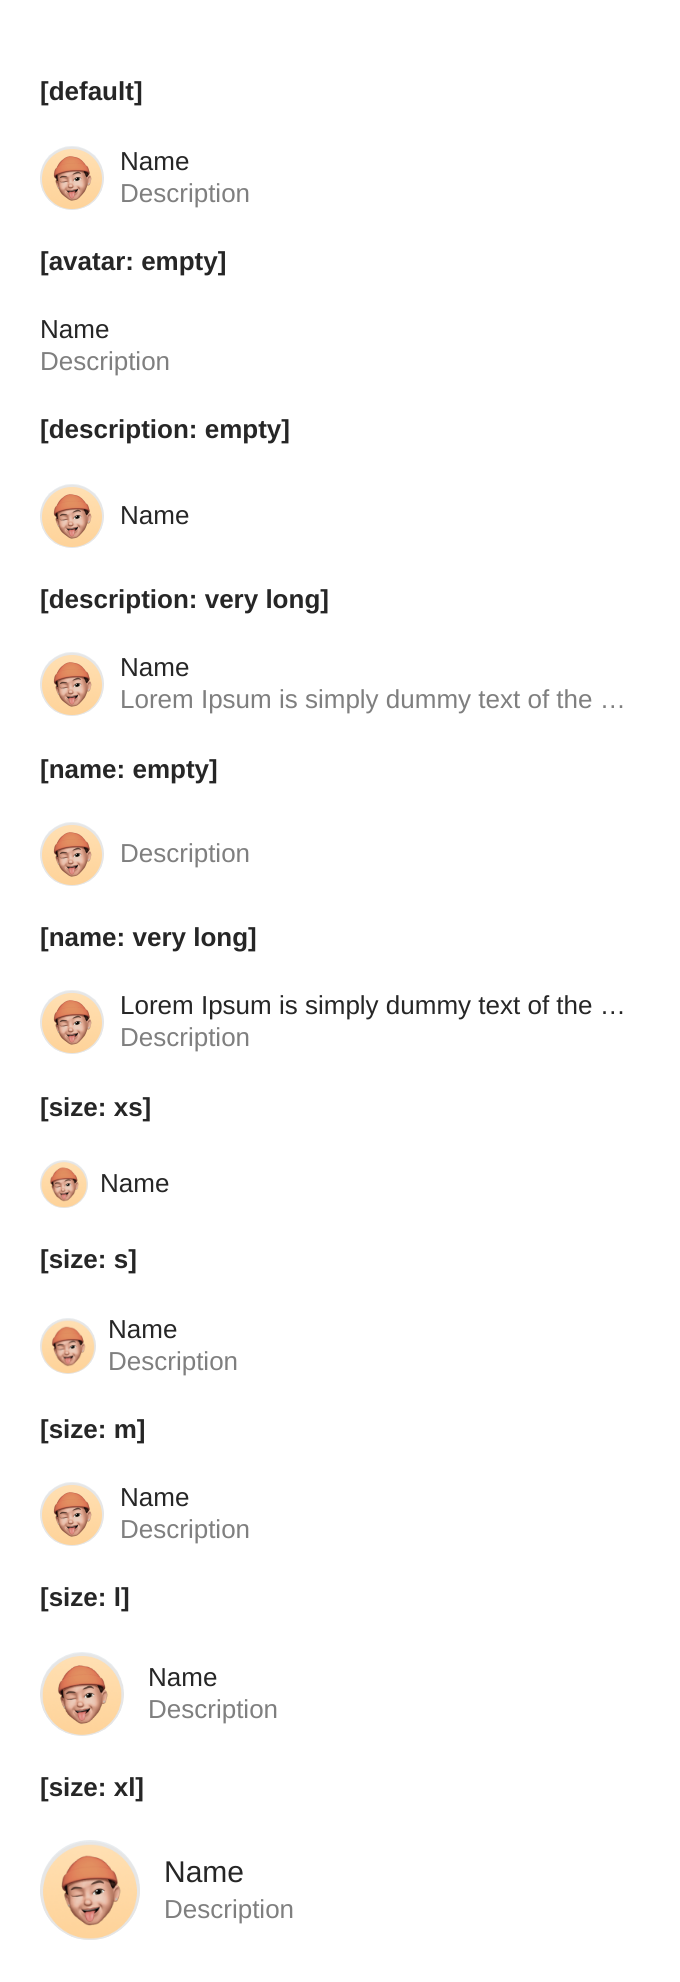 [default]
Name
Description
[avatar: empty]
Name
Description
[description: empty]
Name
[description: very long]
Name
Lorem Ipsum is simply dummy text of the …
[name: empty]
Description
[name: very long]
Lorem Ipsum is simply dummy text of the …
Description
[size: xs]
Name
[size: s]
Name
Description
[size: m]
Name
Description
[size: l]
Name
Description
[size: xl]
Name
Description